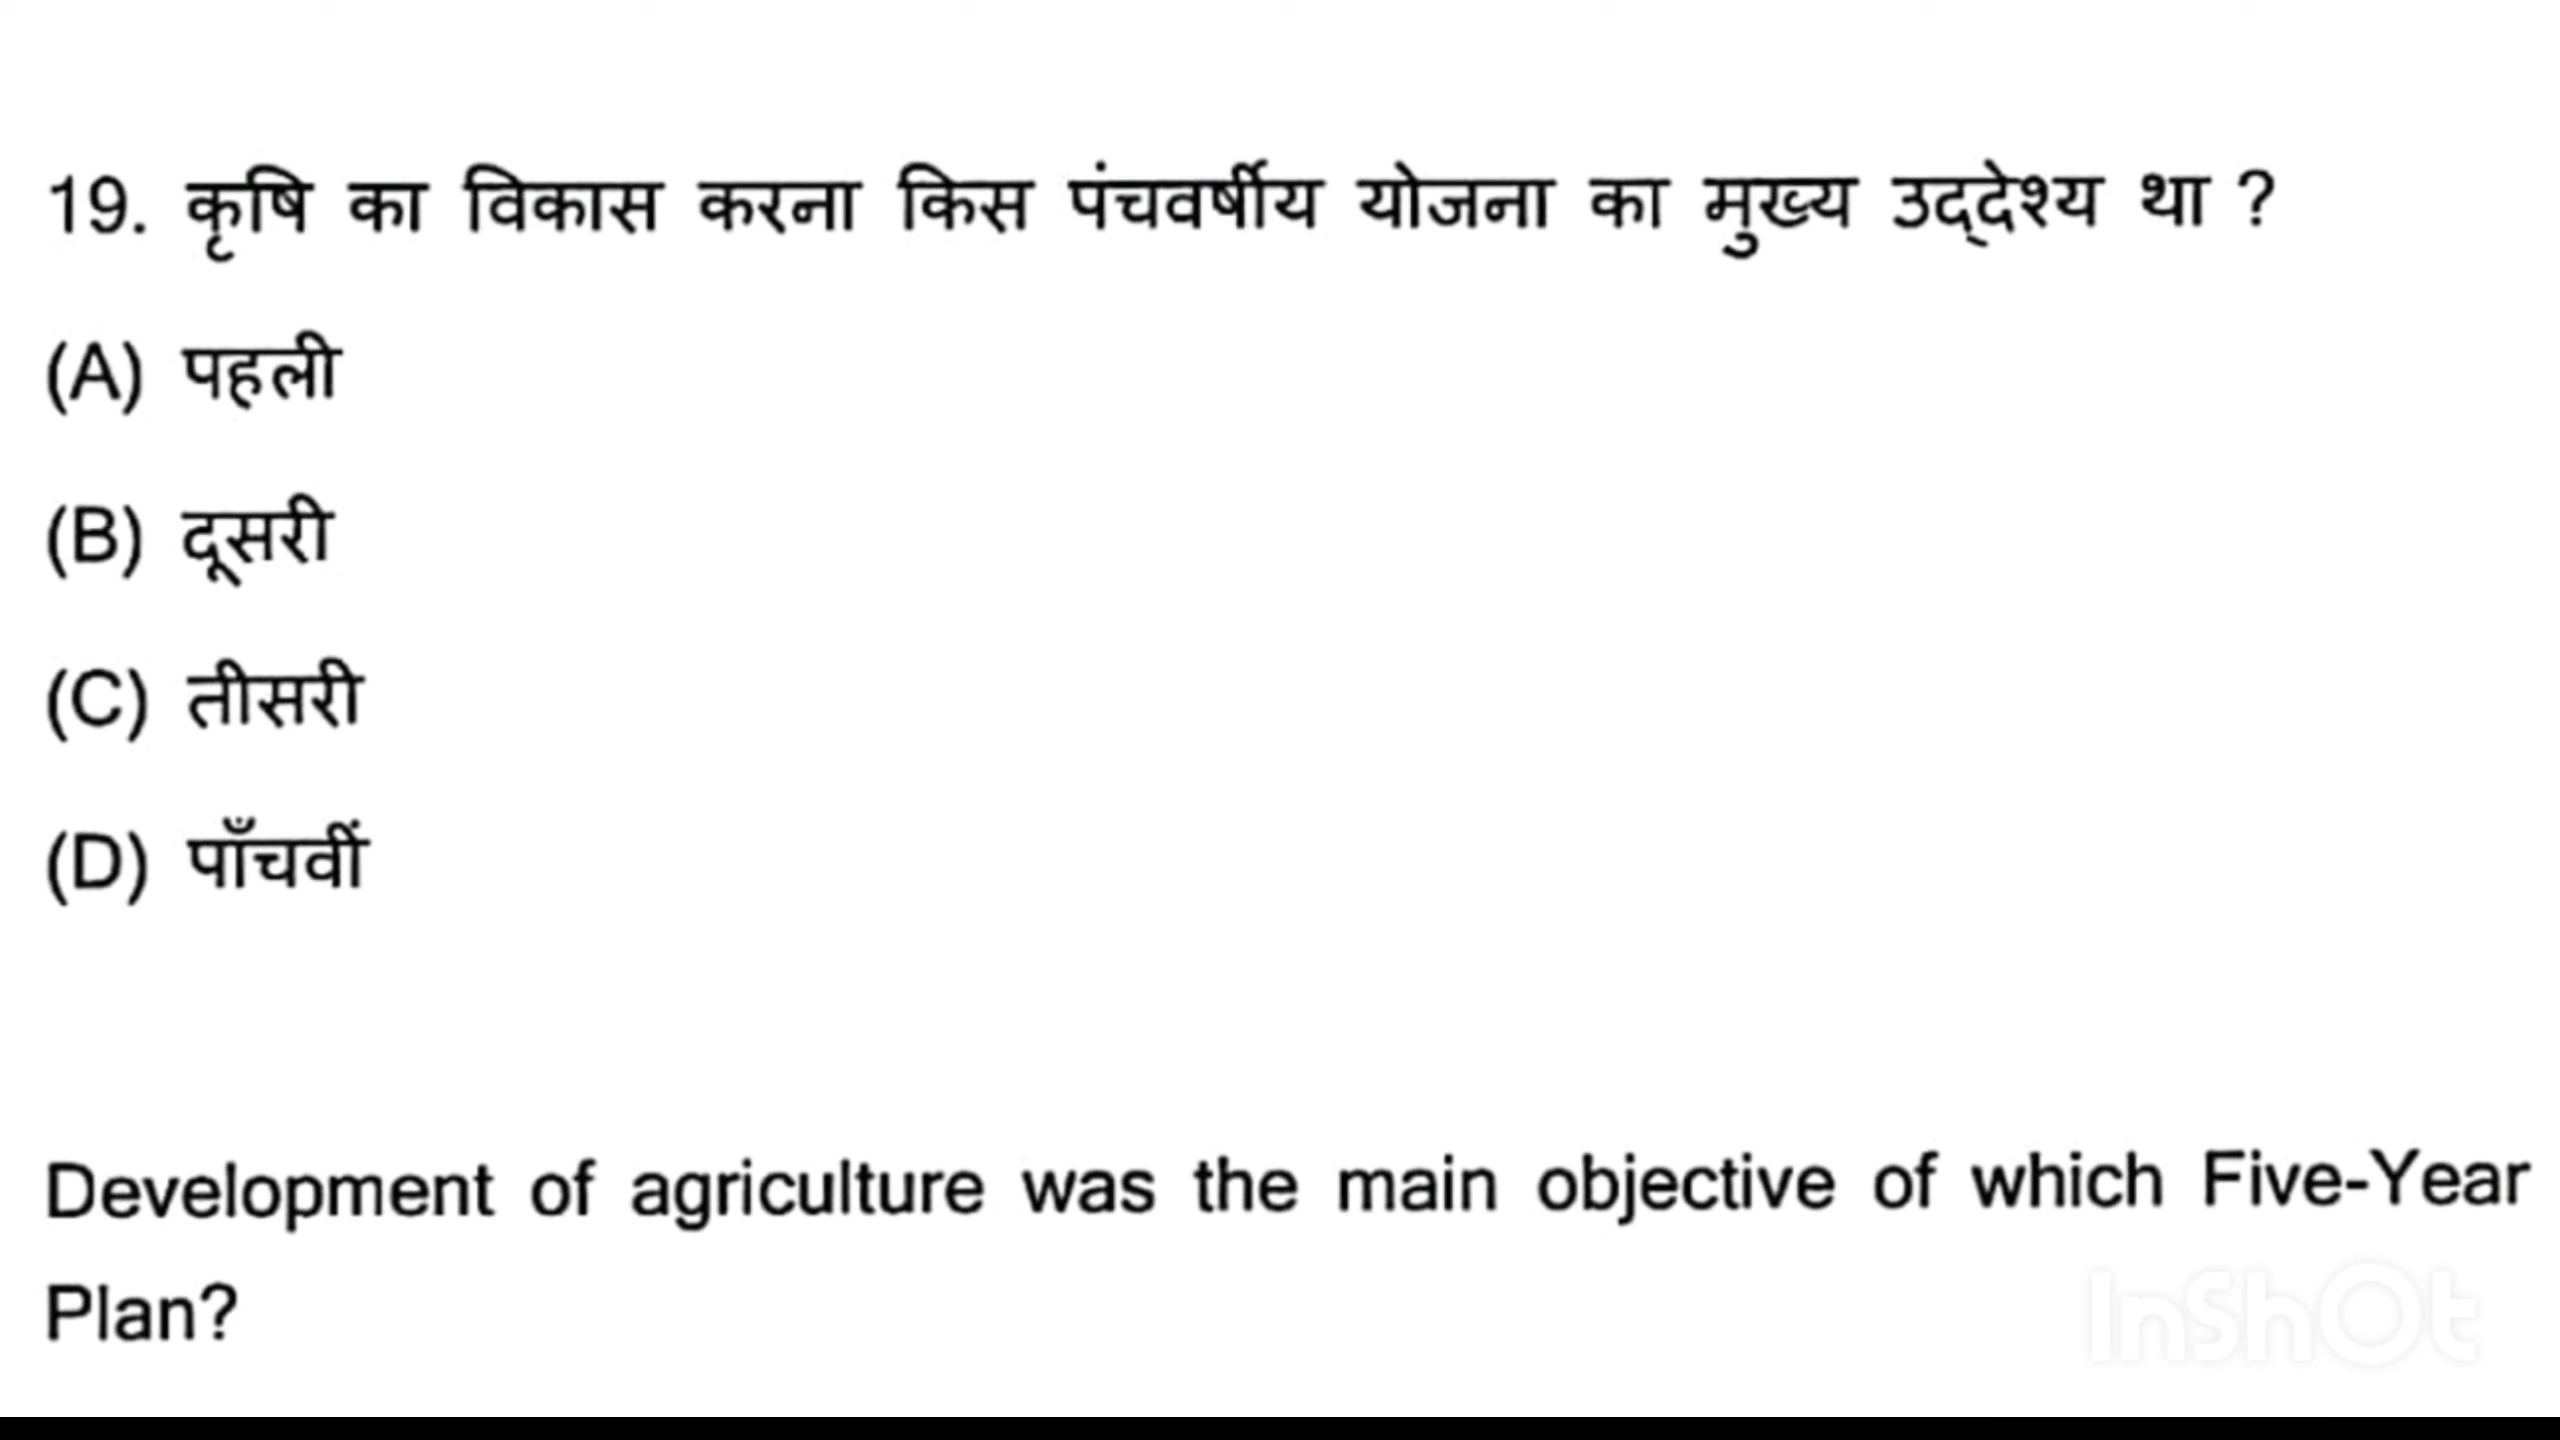 19. कृषि का विकास करना किस पंचवर्षीय योजना का मुख्य उद्देश्य था ?
(A) पहली
(B) दूसरी
(C) तीसरी
(D) पाँचवीं
Development of agriculture was the main objective of which Five-Year
Plan?
InShOt